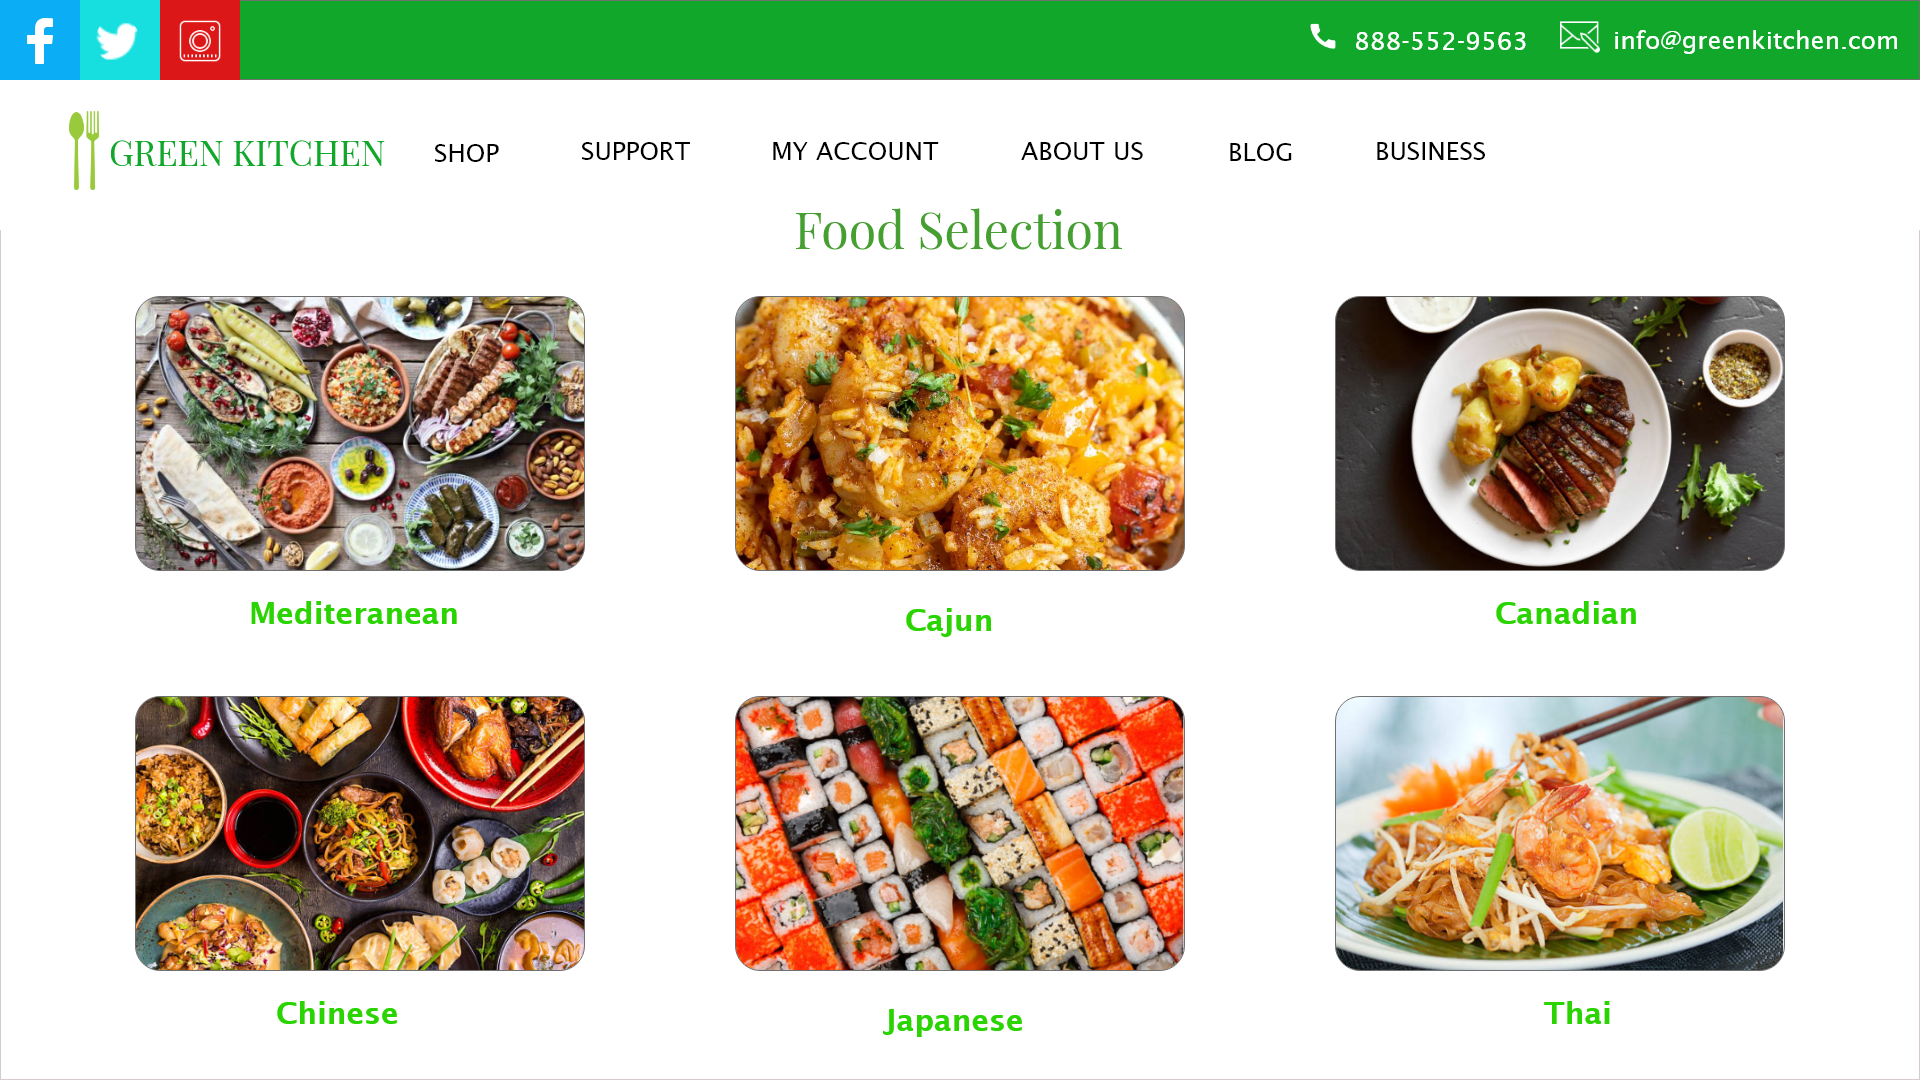 888-552-9563 info@greenkitchen.com
GREEN KITCHEN SHOP SUPPORT MY ACCOUNT ABOUT US BLOG BUSINESS
Food Selection
Mediteranean Cajun Canadian
Chinese Japanese Thai